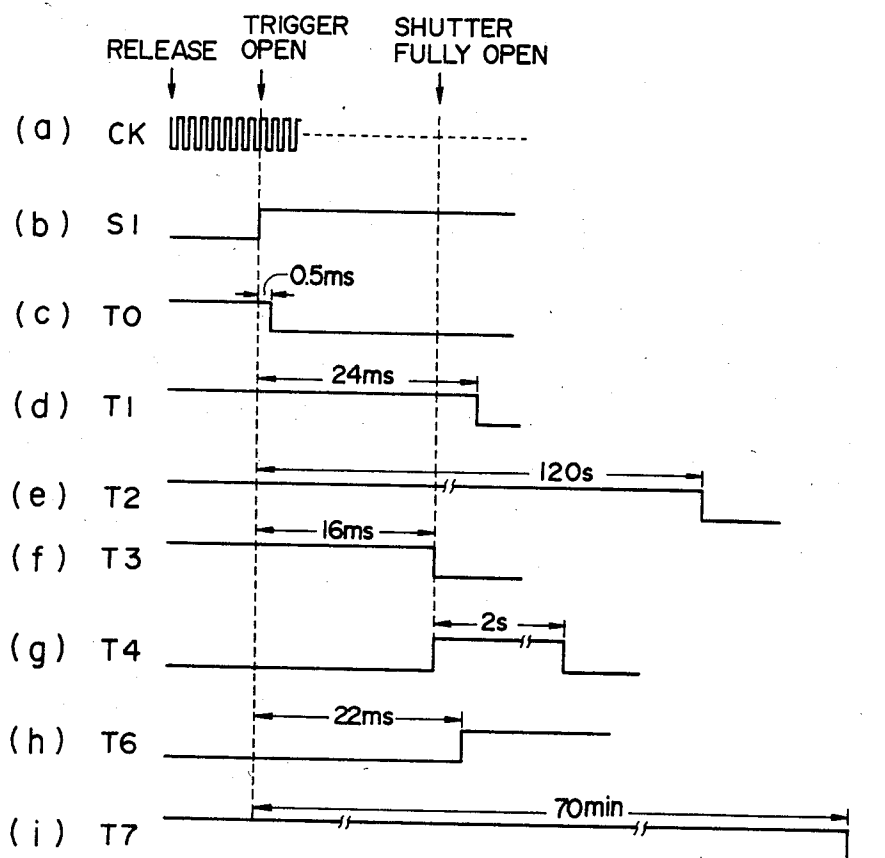 RELEASE TRIGGER OPEN SHUTTER FULLY OPEN
(a) CK
(b) S1
0.5ms
(c) T0
24ms
(d) T1
120s
(e) T2
16ms
(f) T3
2s
(g) T4
22ms
(h) T6
70min
(i) T7